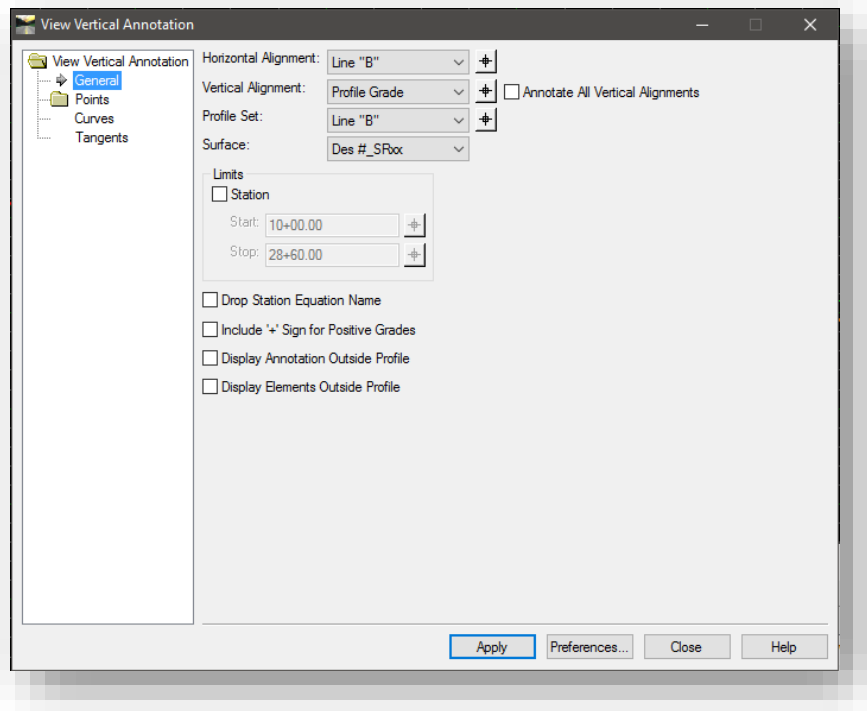 View Vertical Annotation
View Vertical Annotation
General
Points
Curves
Tangents
Horizontal Alignment: Line "B"
Vertical Alignment: Profile Grade Annotate All Vertical Alignments
Profile Set: Line "B"
Surface: Des #_SRxx
Limits
Station
Start: 10+00.00
Stop: 28+60.00
Drop Station Equation Name
Include '+' Sign for Positive Grades
Display Annotation Outside Profile
Display Elements Outside Profile
Apply Preferences... Close Help